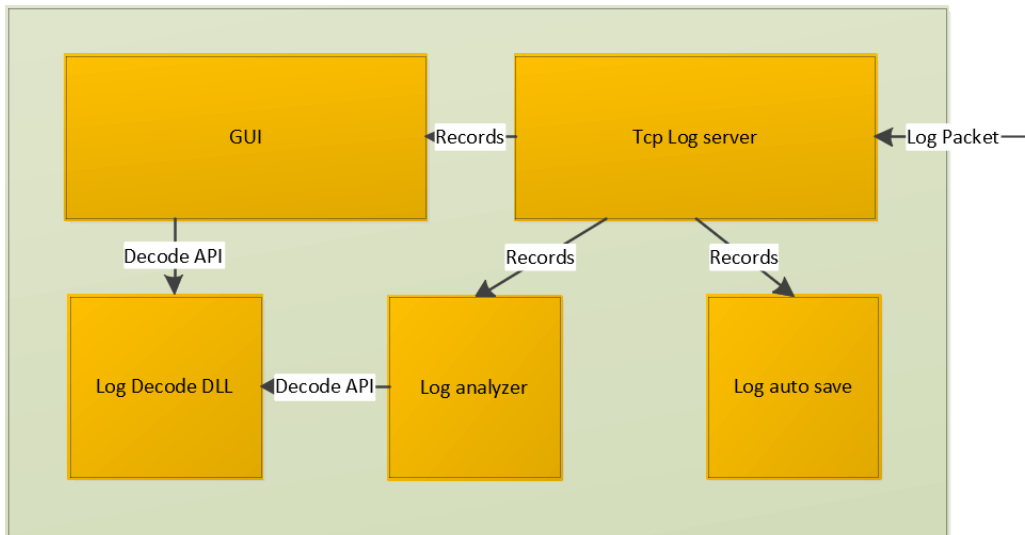 GUI
Records
Tcp Log server
Log Packet
Decode API
Records
Records
Log Decode DLL
Decode API
Log analyzer
Log auto save